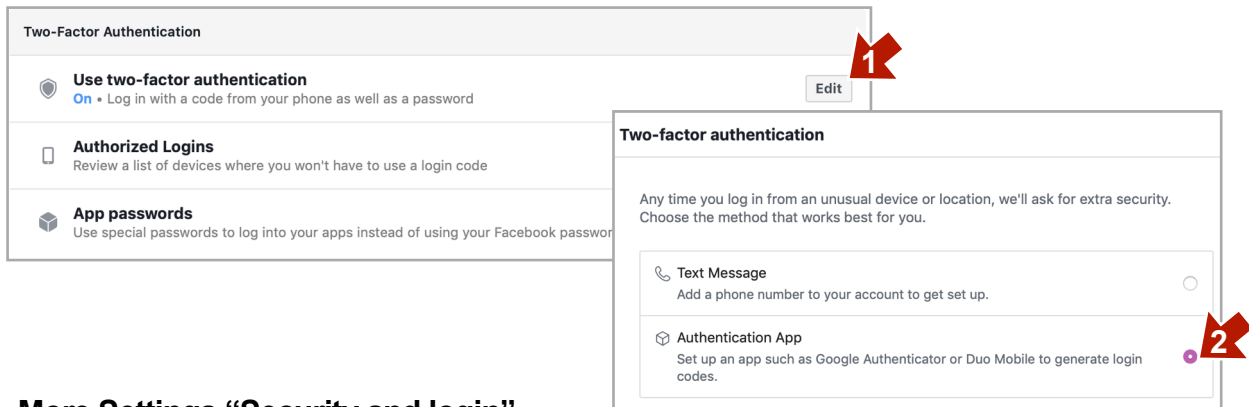 Two-Factor Authentication
Use two-factor authentication
On • Log in with a code from your phone as well as a password
Edit
1
Authorized Logins
Review a list of devices where you won't have to use a login code
App passwords
Use special passwords to log into your apps instead of using your Facebook
Two-factor authentication
Any time you log in from an unusual device or location, we'll ask for extra security.
Choose the method that works best for you.
Text Message
Add a phone number to your account to get set up.
Authentication App
Set up an app such as Google Authenticator or Duo Mobile to generate login
codes.
2
More Settings “Security and login”